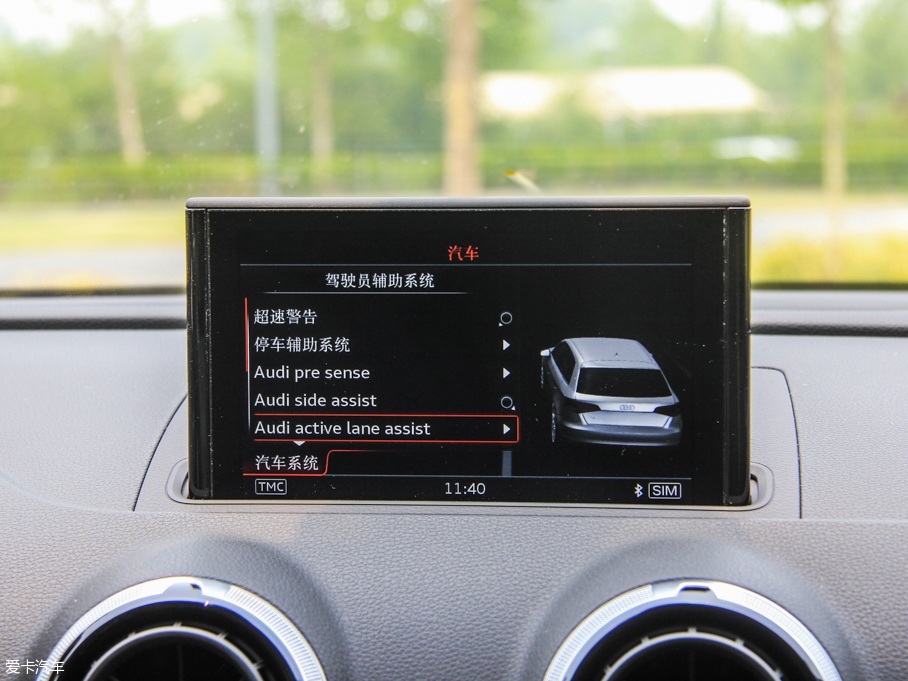 汽车
驾驶员辅助系统
超速警告
停车辅助系统
Audi pre sense
Audi side assist
Audi active lane assist
汽车系统
TMC
11:40
SIM
爱卡汽车